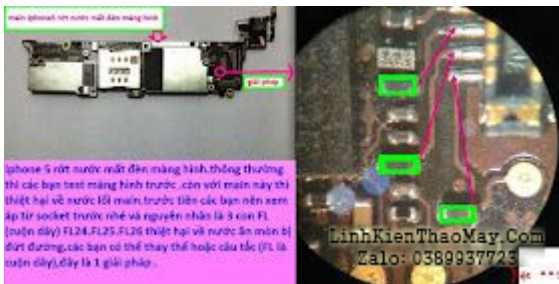 main iphone5 rớt nước mất đèn màng hình
giải pháp
Iphone 5 rớt nước mất đèn màng hình.thông thường
thì các bạn test màng hình trước .còn với main này thì
thiệt hại về nước lối main.trước tiên các bạn nên xem
áp từ socket trước nhé và nguyên nhân là 3 con FL
(cuộn dây) FL24.FL25.FL26 thiệt hại về nước ăn mòn bị
đứt đường,các bạn có thể thay thế hoặc câu tắc (FL là
cuộn dây),đây là 1 giải pháp .
LinhKienThaoMay.Com
Zalo: 0389937723